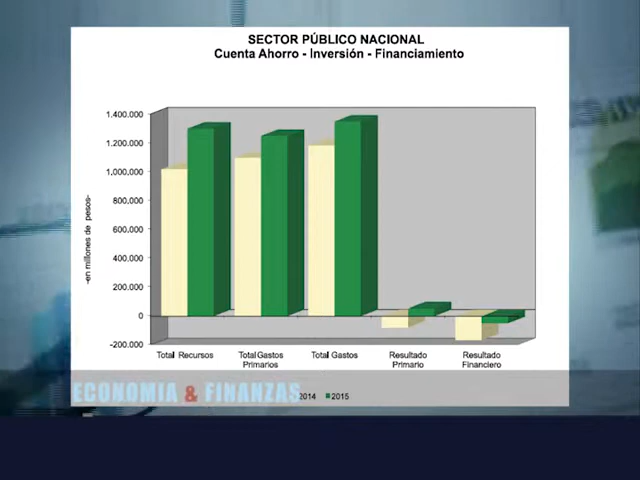 SECTOR PÚBLICO NACIONAL
Cuenta Ahorro - Inversión - Financiamiento
-en millones de pesos-
1.400.000
1.200.000
1,000.000
800.000
600.000
400.000
200.000
0
-200.000
Total Recursos
Total Gastos Primarios
Total Gastos
Resultado Primario
Resultado Financiero
2014 2015
ECONOMIA & FINANZAS